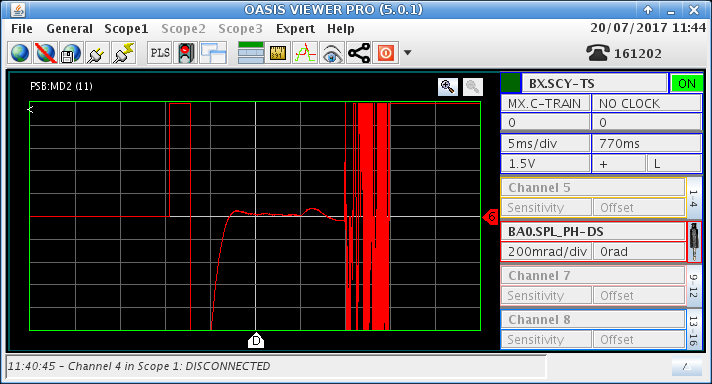 OASIS VIEWER PRO (5.0.1)
File General Scope1 Scope2 Scope3 Expert Help 20/07/2017 11:44
PLS 161202
PSB:MD2 (11)
BX.SCY-TS ON
MX.C-TRAIN NO CLOCK
0 0
5ms/div 770ms
1.5V + L
Channel 5
Sensitivity Offset
1-4
BA0.SPL_PH-DS
200mrad/div 0rad
Channel 7
Sensitivity Offset
9-12
Channel 8
Sensitivity Offset
13-16
D
11:40:45 - Channel 4 in Scope 1: DISCONNECTED